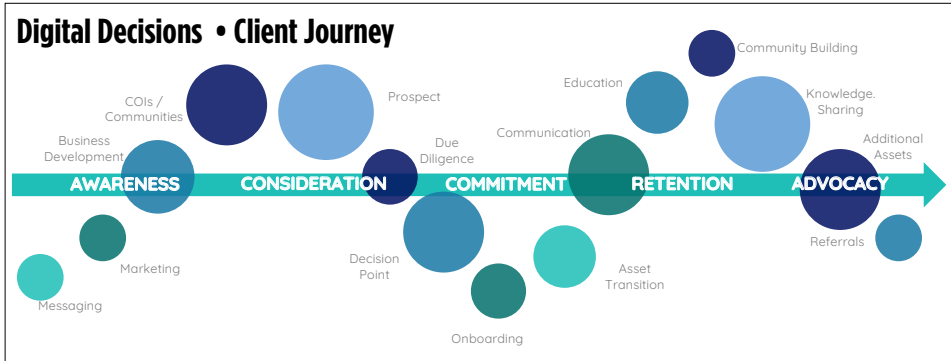 Digital Decisions • Client Journey
COIs /
Communities
Business
Development
Prospect
Due
Diligence
Communication
Education
Community Building
Knowledge.
Sharing
Additional
Assets
AWARENESS
CONSIDERATION
COMMITMENT
RETENTION
ADVOCACY
Messaging
Marketing
Decision
Point
Onboarding
Asset
Transition
Referrals